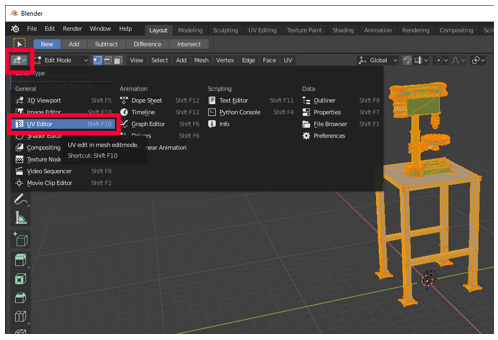 Blender
File Edit Render Window Help Layout Modeling Sculpting UV Editing Texture Paint Shading Animation Rendering Compositing
New Add Subtract Difference Intersect
Edit Mode View Select Add Mesh Vertex Edge Face UV Global
Type
General Animation Scripting Data
3D Viewport Shift F5 Dope Sheet Shift F12 Text Editor Shift F11 Outliner Shift F9
Image Editor Shift F10 Timeline Shift F12 Python Console Shift F4 Properties Shift F7
UV Editor Shift F10 Graph Editor Shift F6 Info File Browser Shift F1
Shader Editor Drivers Shift F6 Preferences
Compositing UV edit in mesh editmode. Animation
Texture Node Shortcut: Shift F10
Video Sequencer Shift F8
Movie Clip Editor Shift F2